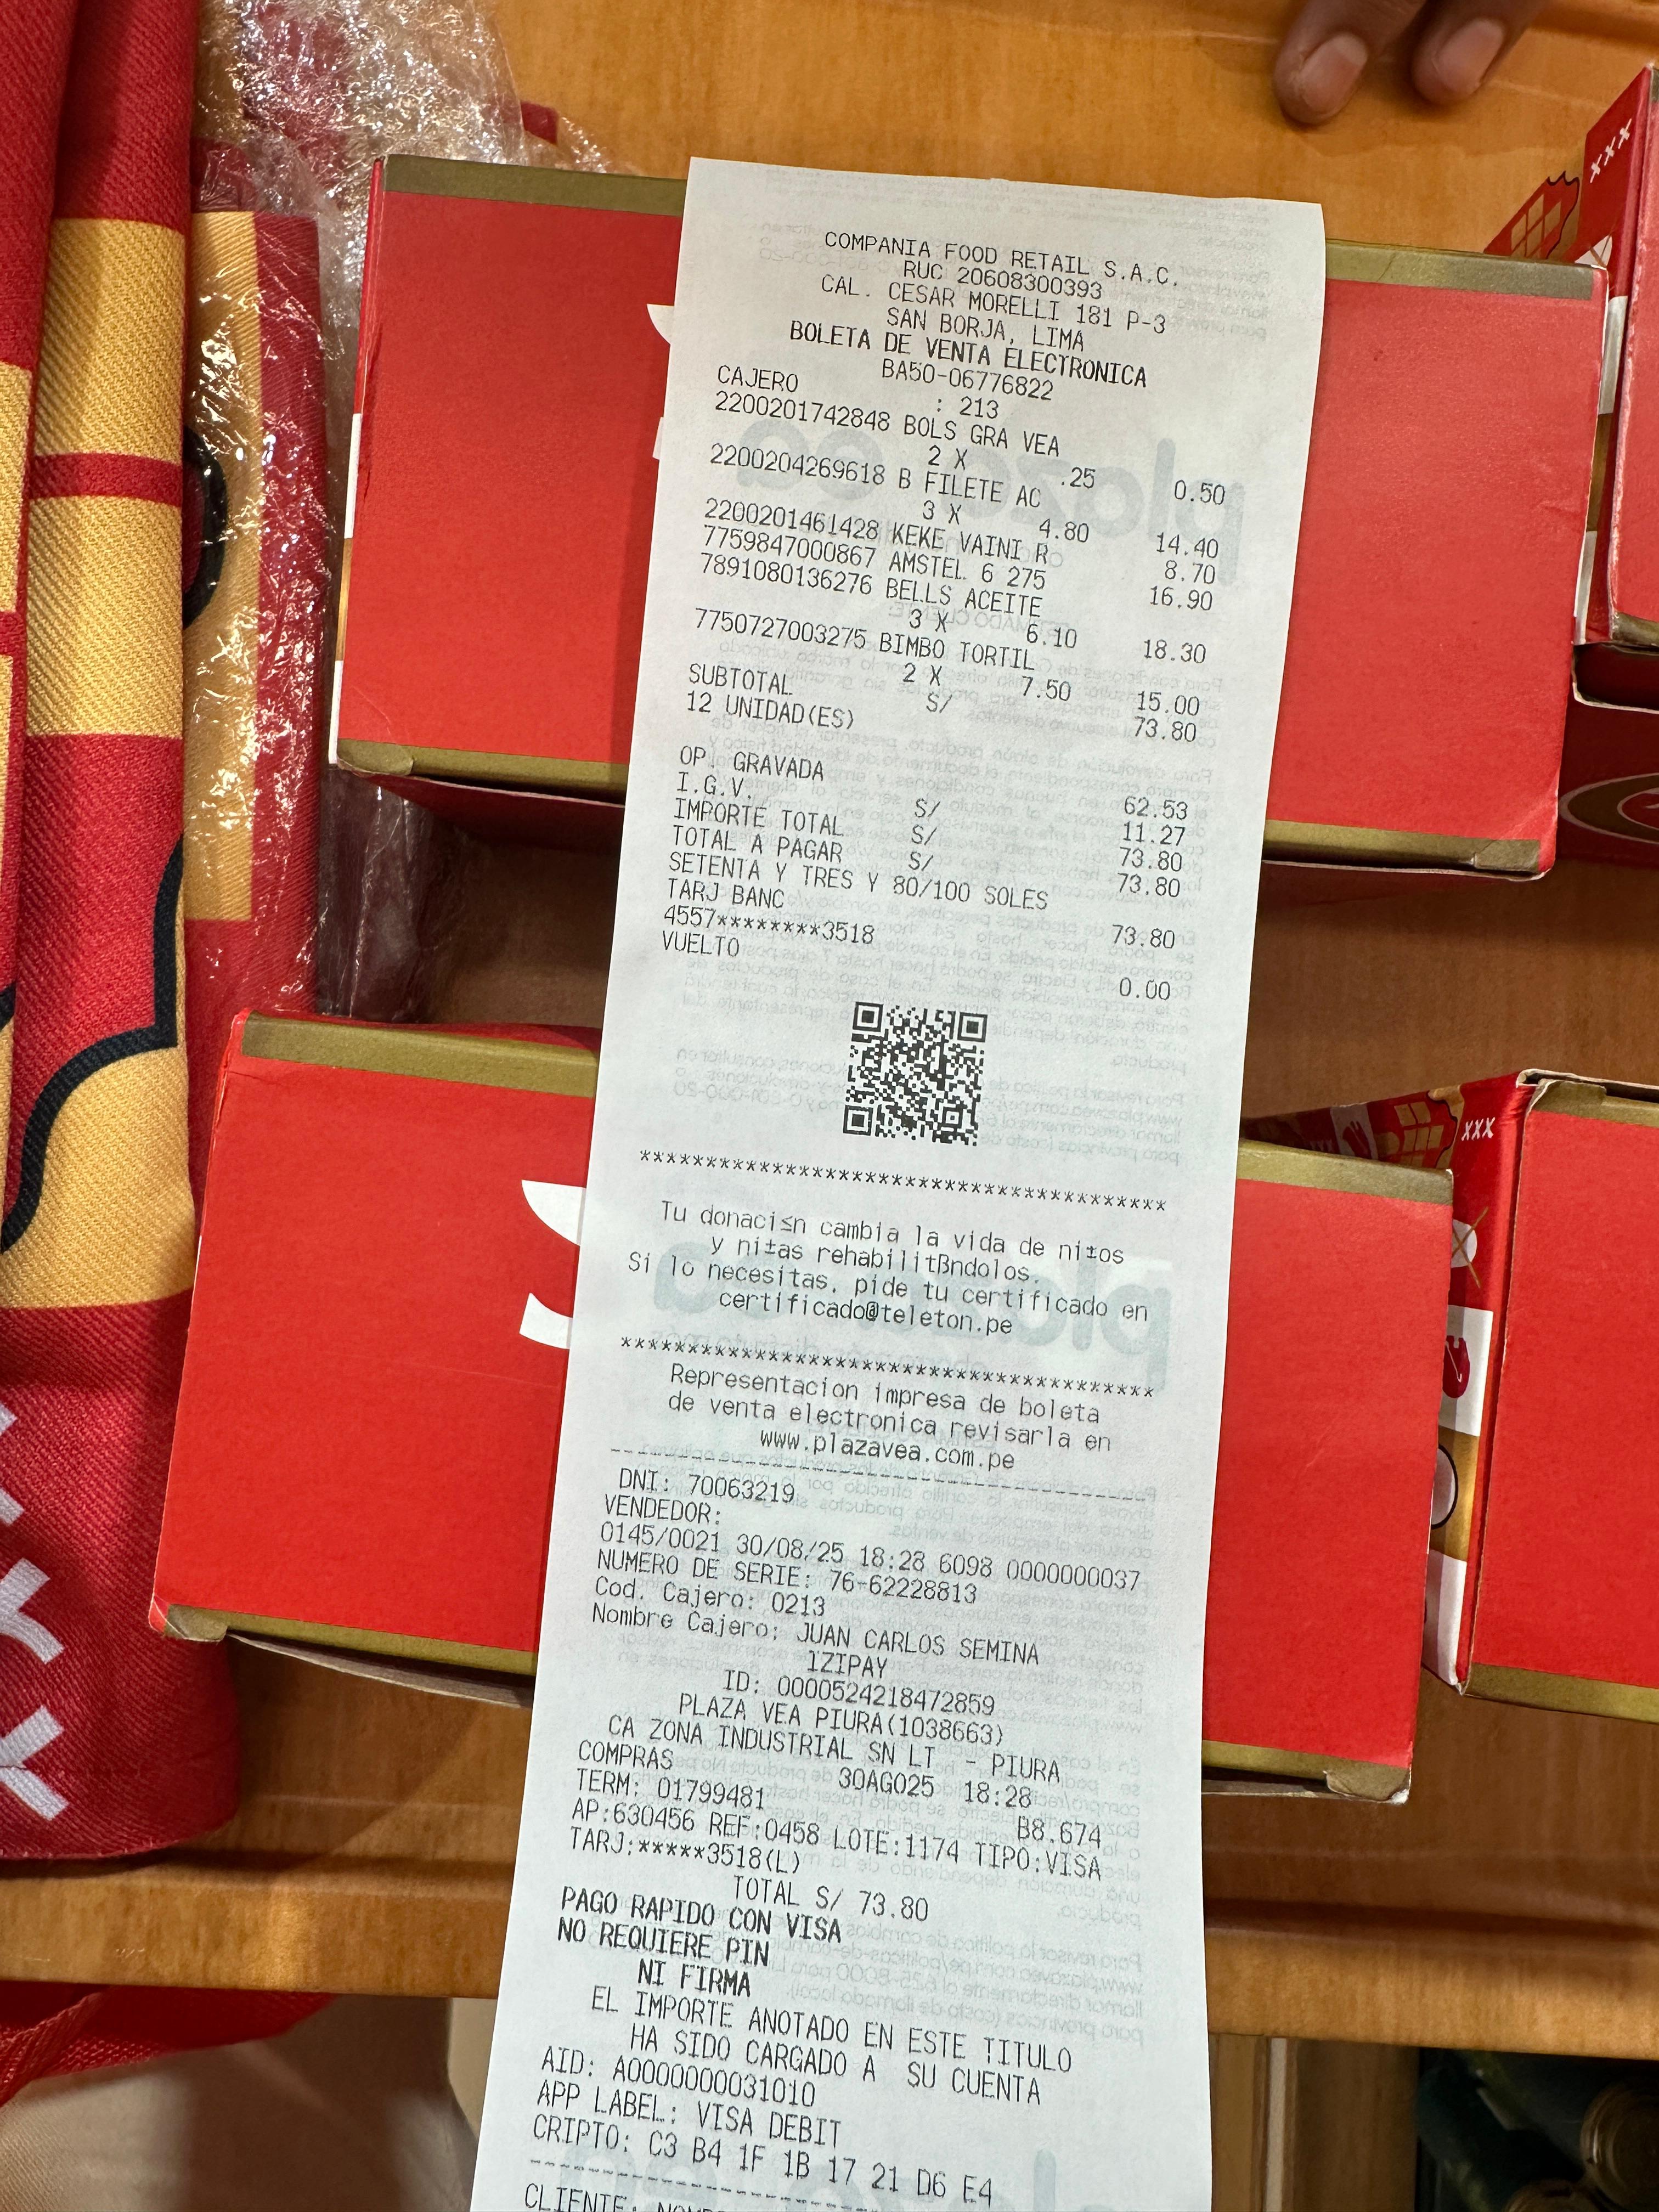 COMPANIA FOOD RETAIL S.A.C.
RUC 20608300393
CAL. CESAR MORELLI 181 P-3
SAN BORJA, LIMA
BOLETA DE VENTA ELECTRONICA
BA50-06776822
CAJERO : 213
2200201742848 BOLS GRA VEA
2 X .25 0.50
2200204269618 B FILETE AC
3 X 4.80 14.40
2200201461428 KEKE VAINI R 8.70
7759847000867 AMSTEL 6 275 16.90
7891080136276 BELLS ACEITE
3 X 6.10 18.30
7750727003275 BIMBO TORTIL
2 X 7.50 15.00
SUBTOTAL S/ 73.80
12 UNIDAD(ES)
OP. GRAVADA S/ 62.53
I.G.V. S/ 11.27
IMPORTE TOTAL S/ 73.80
TOTAL A PAGAR 73.80
SETENTA Y TRES Y 80/100 SOLES
TARJ BANC 73.80
4557********3518
VUELTO 0.00
****************************************
Tu donaci≤n cambia la vida de ni±os
y ni±as rehabilitßndolos.
Si lo necesitas, pide tu certificado en
certificado@teleton.pe
****************************************
Representacion impresa de boleta
de venta electronica revisarla en
www.plazavea.com.pe
----------------------------------------
DNI: 70063219
VENDEDOR:
0145/0021 30/08/25 18:28 6098 0000000037
NUMERO DE SERIE: 76-62228813
Cod. Cajero: 0213
Nombre Cajero: JUAN CARLOS SEMINA
IZIPAY
ID: 0000524218472859
PLAZA VEA PIURA(1038663)
CA ZONA INDUSTRIAL SN LT - PIURA
COMPRAS 30AGO25 18:28
TERM: 01799481 B8.674
AP:630456 REF:0458 LOTE:1174 TIPO:VISA
TARJ:*****3518(L)
TOTAL S/ 73.80
PAGO RAPIDO CON VISA
NO REQUIERE PIN
NI FIRMA
EL IMPORTE ANOTADO EN ESTE TITULO
HA SIDO CARGADO A SU CUENTA
AID: A0000000031010
APP LABEL: VISA DEBIT
CRIPTO: C3 B4 1F 1B 17 21 D6 E4
----------------------------------------
CLIENTE:
xxx
xxx